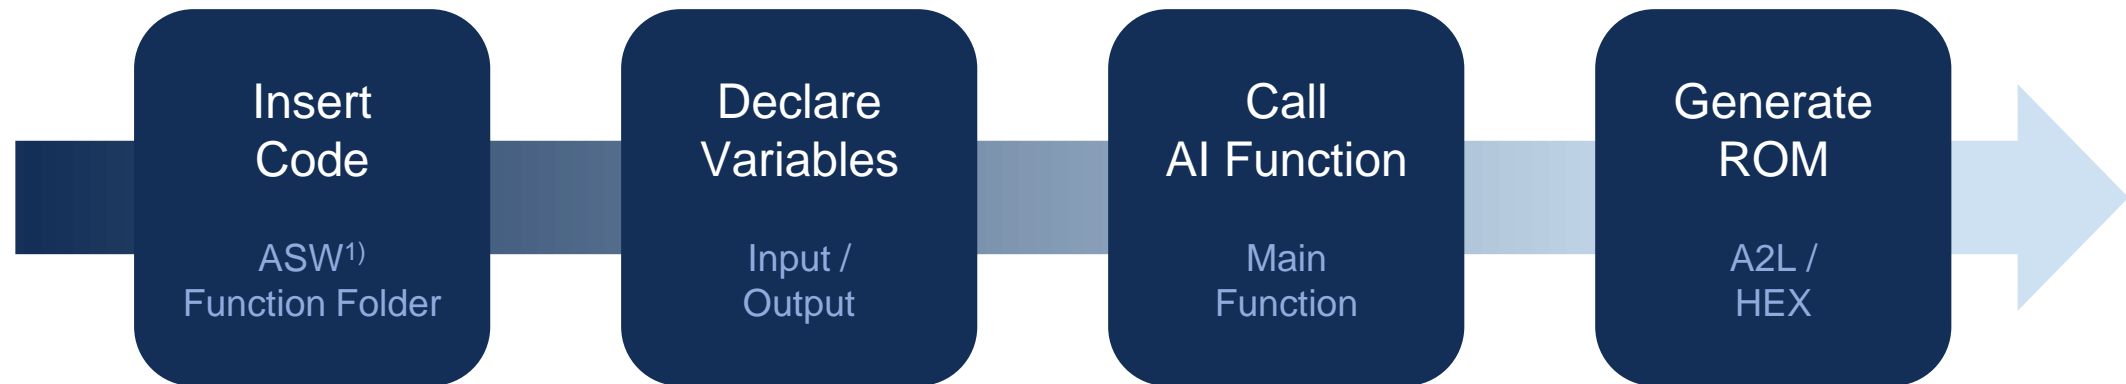 Insert
Code
ASW¹⁾
Function Folder
Declare
Variables
Input /
Output
Call
AI Function
Main
Function
Generate
ROM
A2L /
HEX